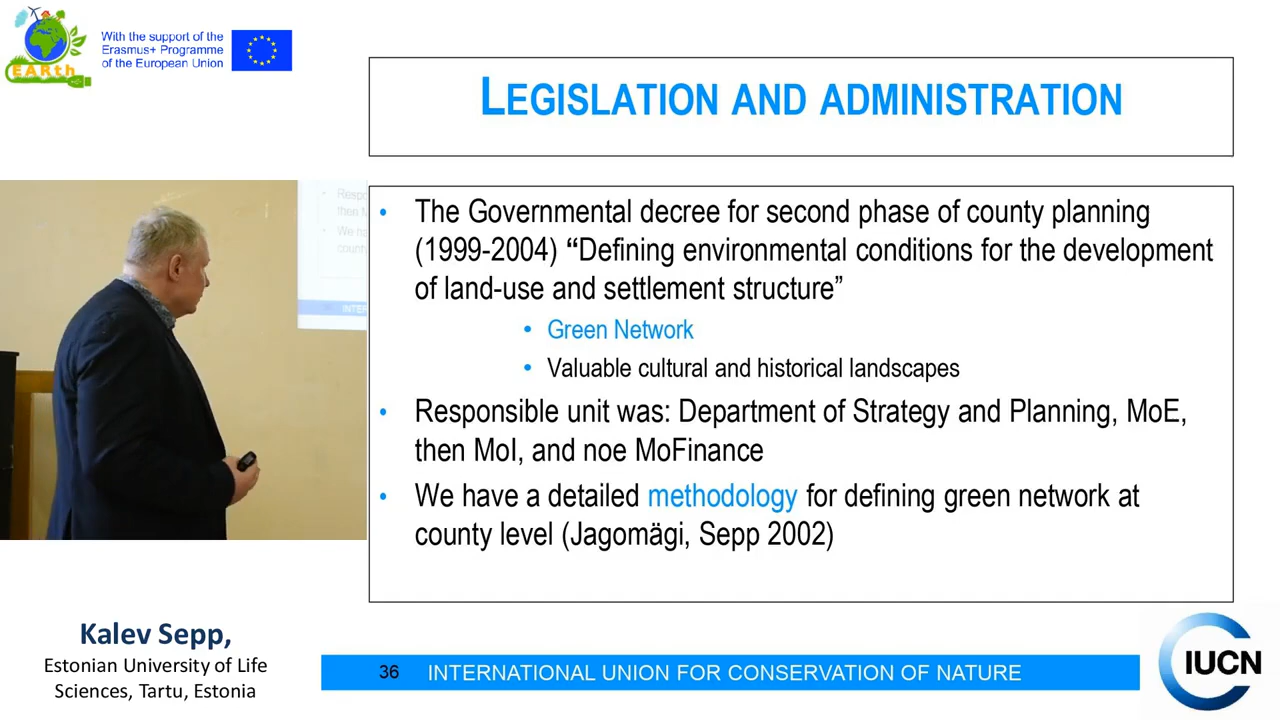 With the support of the
Erasmus+ Programme
of the European Union
EARth
LEGISLATION AND ADMINISTRATION
• The Governmental decree for second phase of county planning
(1999-2004) “Defining environmental conditions for the development
of land-use and settlement structure”
• Green Network
• Valuable cultural and historical landscapes
• Responsible unit was: Department of Strategy and Planning, MoE,
then MoI, and noe MoFinance
• We have a detailed methodology for defining green network at
county level (Jagomägi, Sepp 2002)
Kalev Sepp,
Estonian University of Life
Sciences, Tartu, Estonia
36 INTERNATIONAL UNION FOR CONSERVATION OF NATURE
IUCN